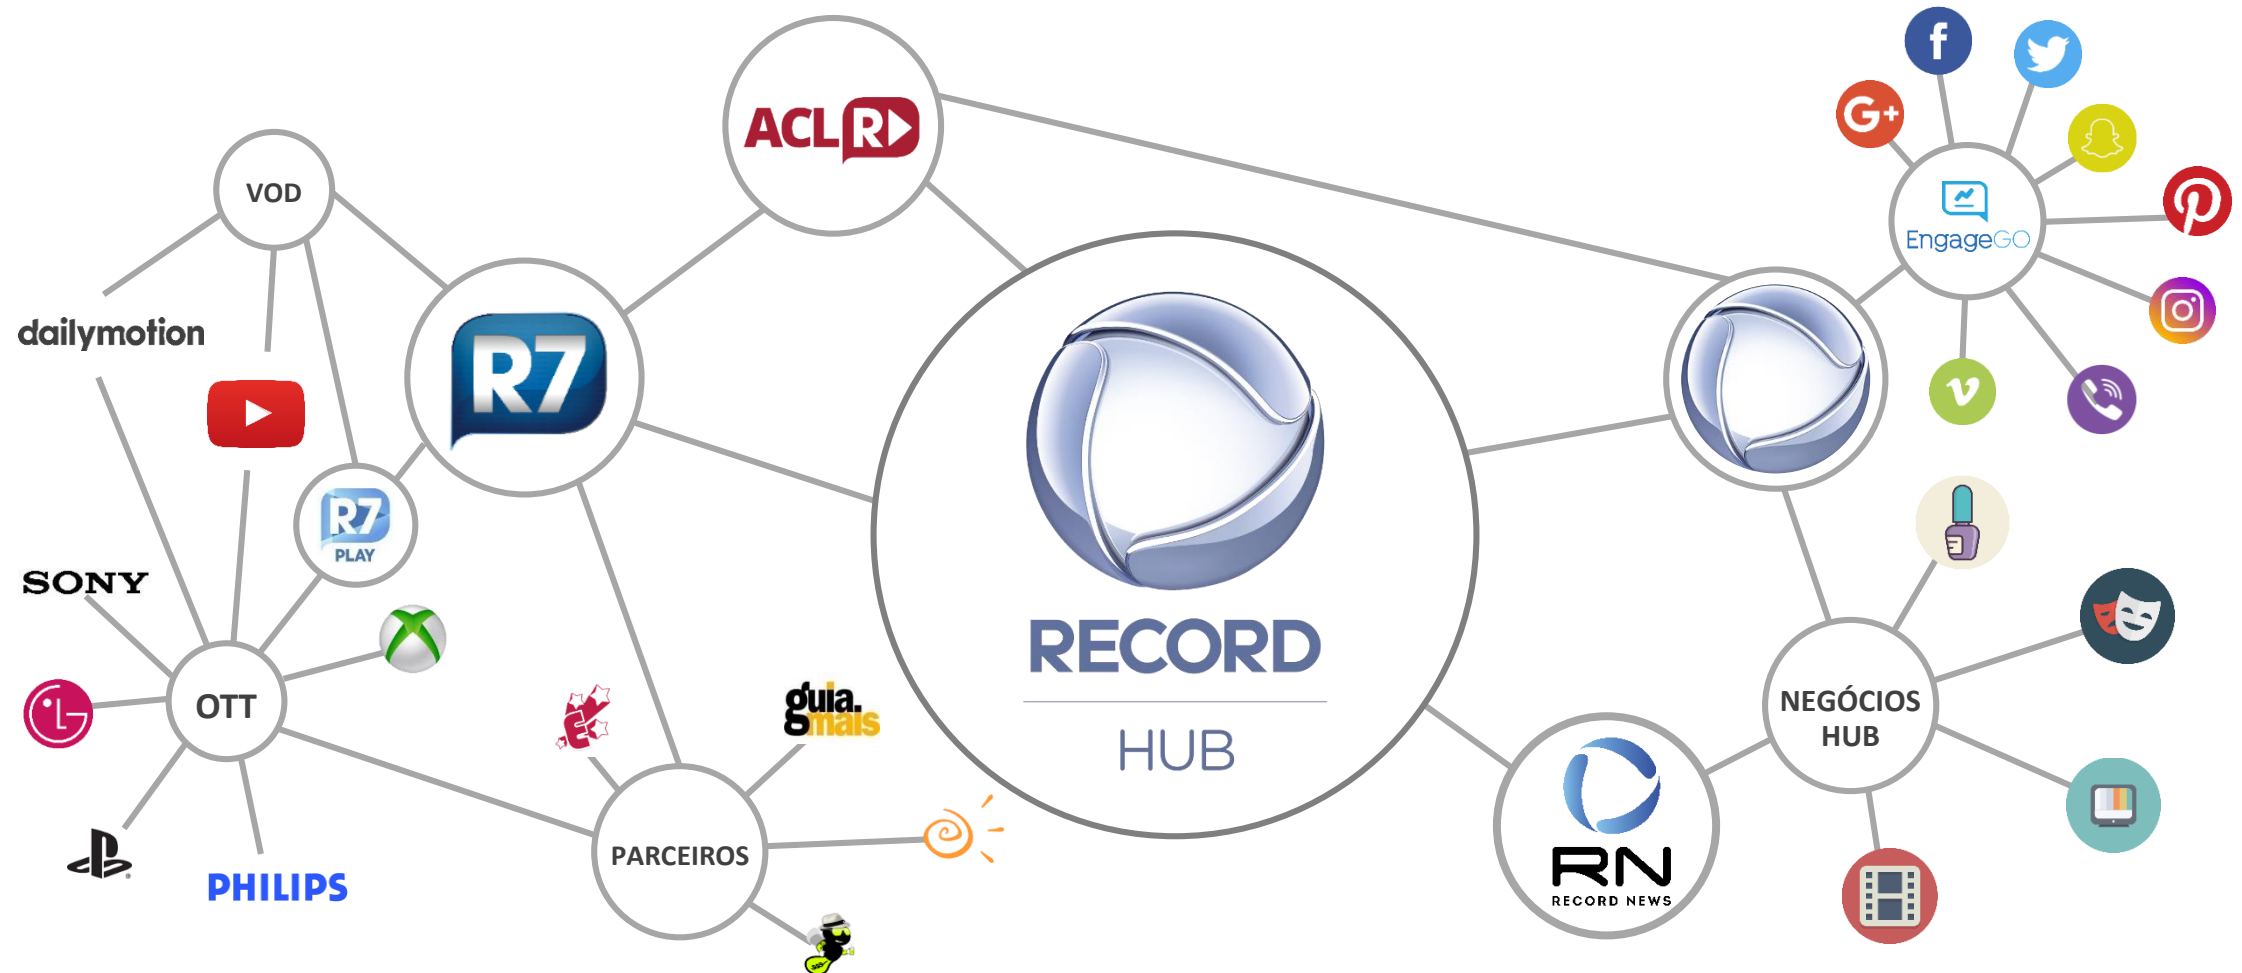 ACLR
VOD
EngageGO
G+
f
dailymotion
R7
R7
PLAY
SONY
LG
OTT
PHILIPS
guia.
mais
PARCEIROS
RECORD
HUB
NEGÓCIOS
HUB
RN
RECORD NEWS